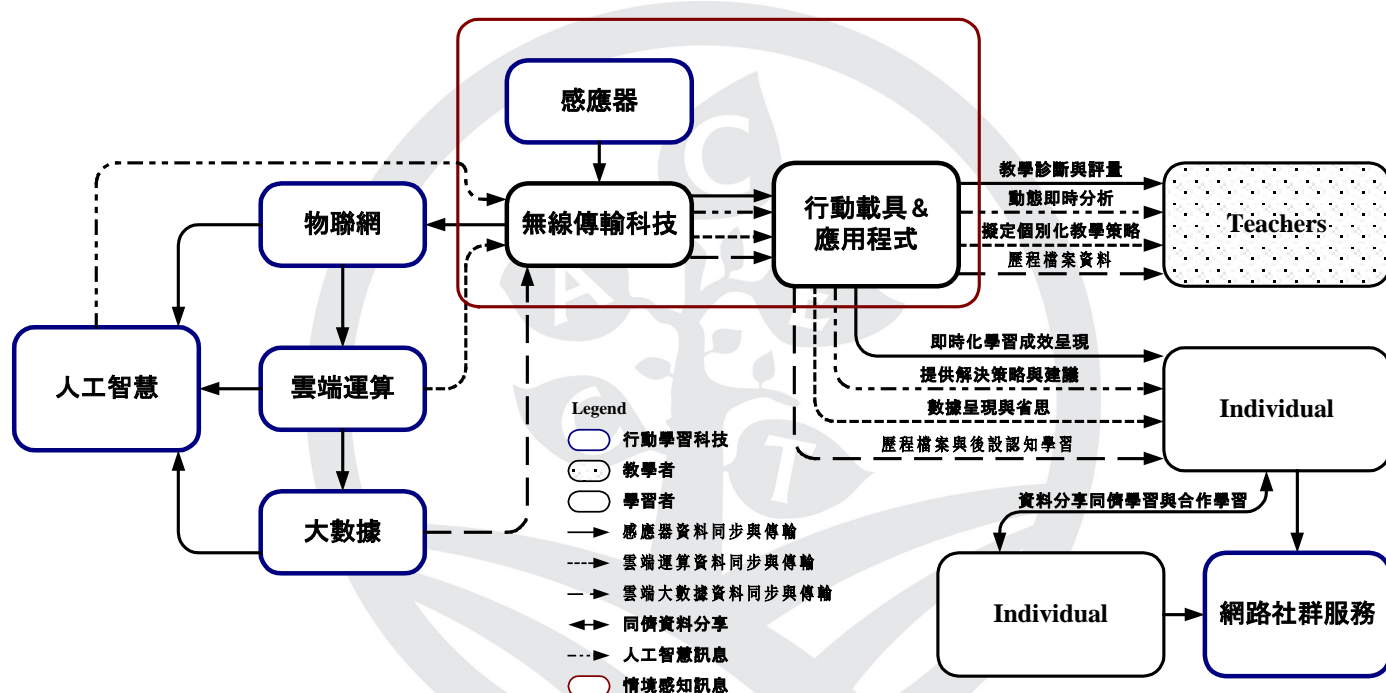 感應器
無線傳輸科技
行動載具 &
應用程式
教學診斷與評量
動態即時分析
擬定個別化教學策略
歷程檔案資料
Teachers
物聯網
人工智慧
雲端運算
大數據
即時化學習成效呈現
提供解決策略與建議
數據呈現與省思
歷程檔案與後設認知學習
Individual
資料分享同儕學習與合作學習
Individual
網路社群服務
Legend
行動學習科技
教學者
學習者
感應器資料同步與傳輸
雲端運算資料同步與傳輸
雲端大數據資料同步與傳輸
同儕資料分享
人工智慧訊息
情境感知訊息
C
A
L
C
T